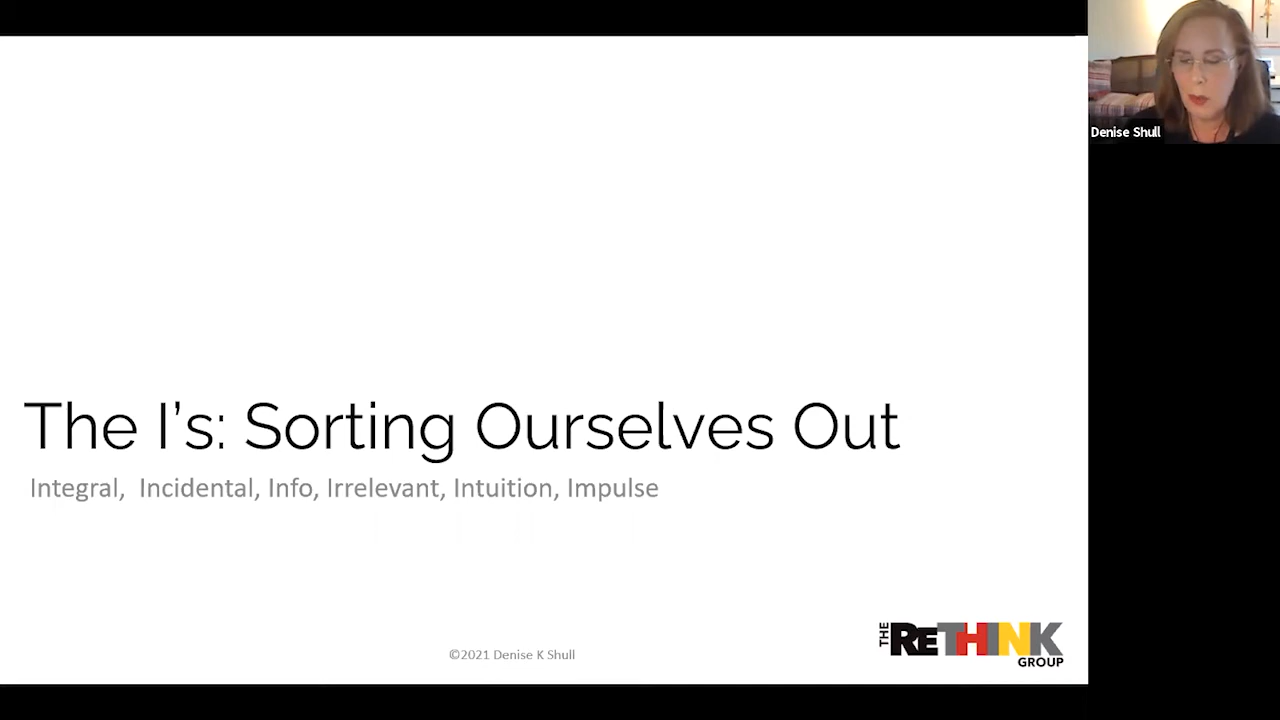 Denise Shull
The I's: Sorting Ourselves Out
Integral,  Incidental, Info, Irrelevant, Intuition, Impulse
©2021 Denise K Shull
THE RETHINK
GROUP